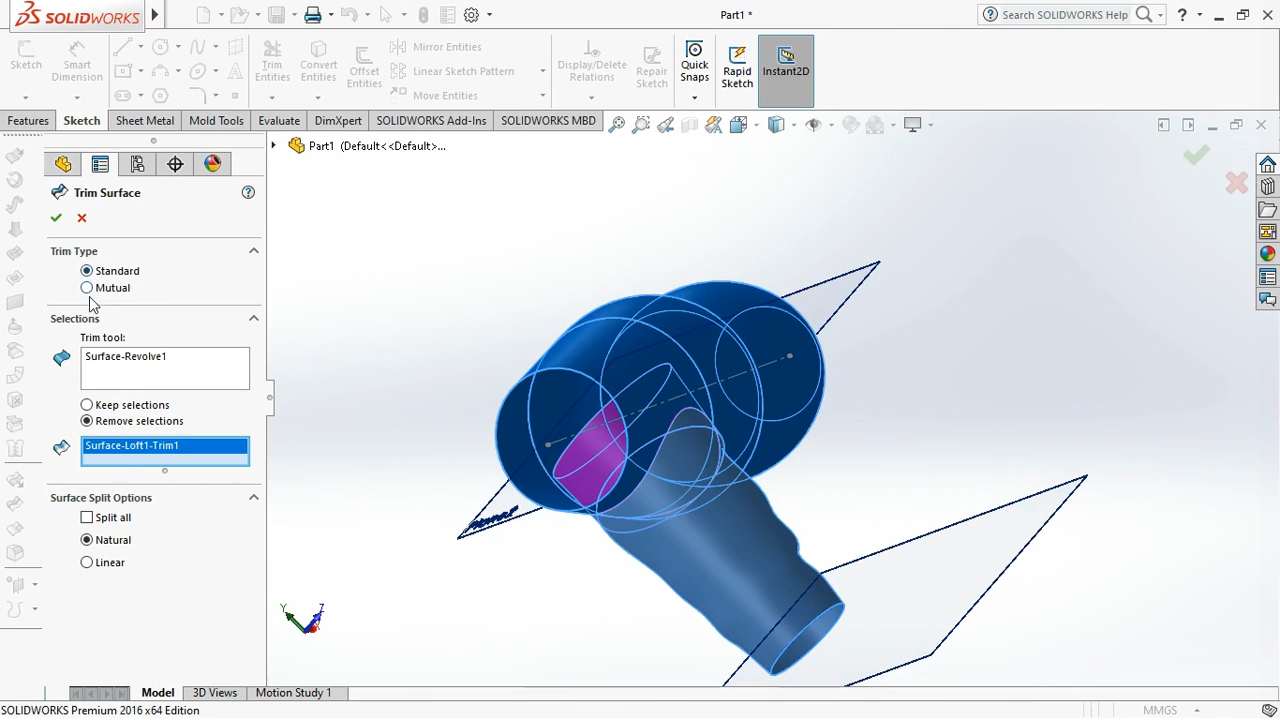 SOLIDWORKS
Part1 *
Search SOLIDWORKS Help
?
Sketch
Smart Dimension
Trim Entities
Convert Entities
Offset Entities
Mirror Entities
Linear Sketch Pattern
Move Entities
Display/Delete Relations
Repair Sketch
Quick Snaps
Rapid Sketch
Instant2D
Features
Sketch
Sheet Metal
Mold Tools
Evaluate
DimXpert
SOLIDWORKS Add-Ins
SOLIDWORKS MBD
Part1 (Default<<Default>...
Trim Surface
?
Trim Type
Standard
Mutual
Selections
Trim tool:
Surface-Revolve1
Keep selections
Remove selections
Surface-Loft1-Trim1
Surface Split Options
Split all
Natural
Linear
Y
Z
Model
3D Views
Motion Study 1
SOLIDWORKS Premium 2016 x64 Edition
MMGS